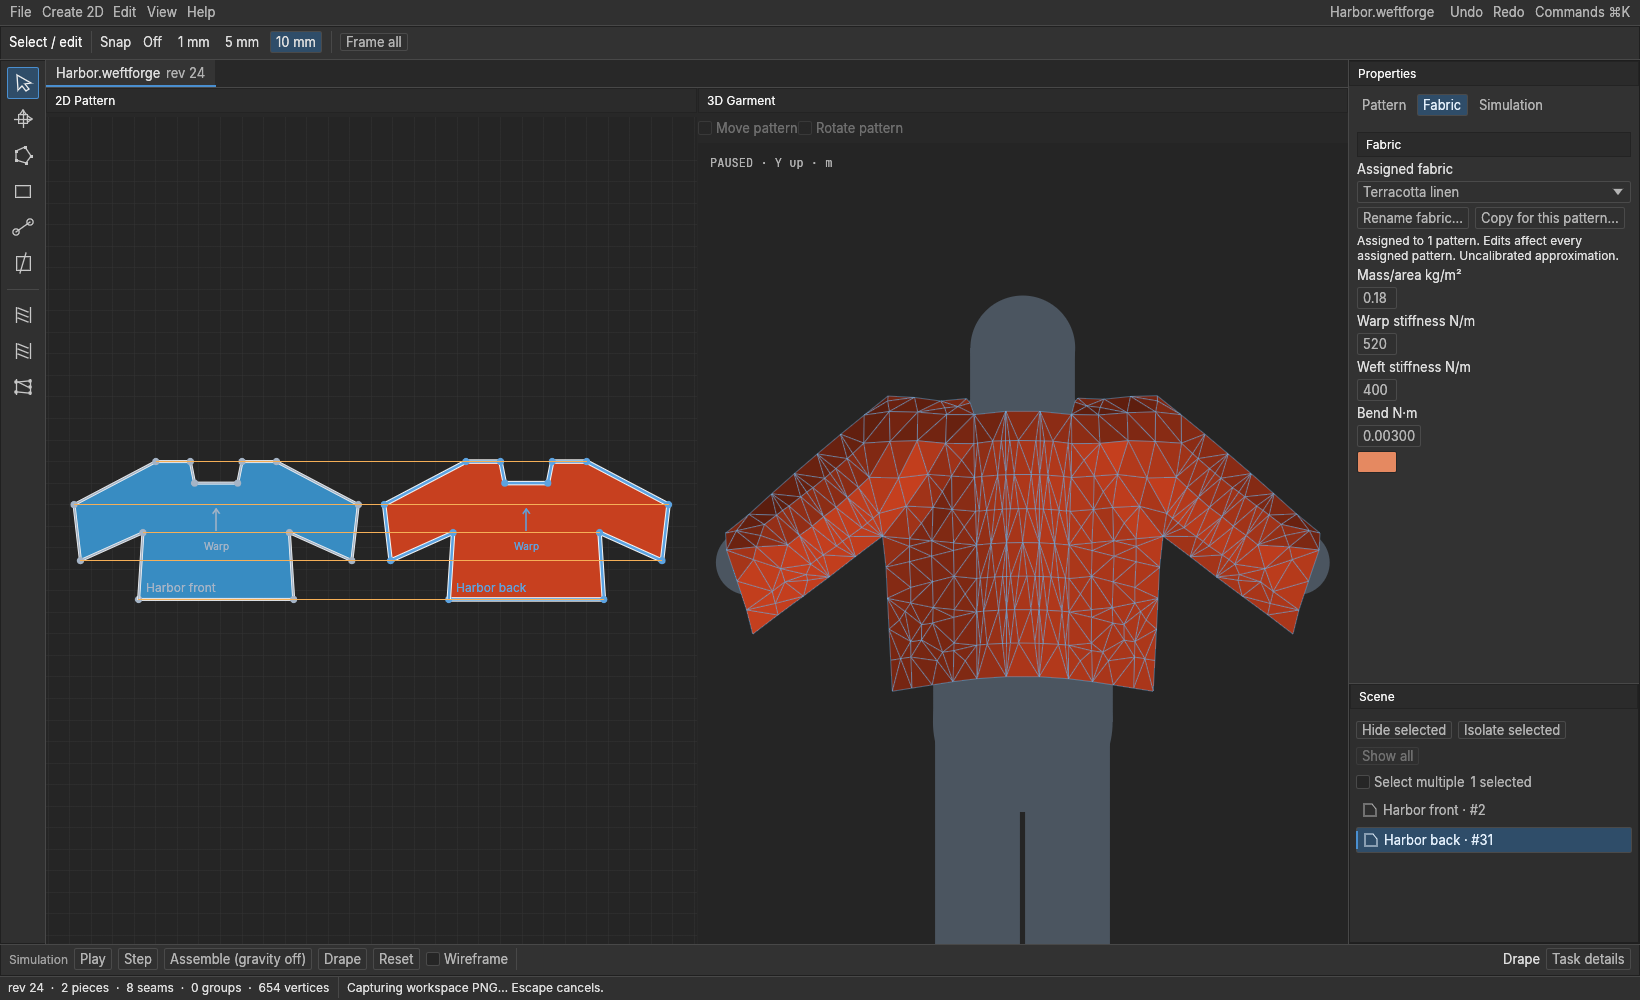 File Create 2D Edit View Help
Harbor.weftforge Undo Redo Commands ⌘K
Select / edit Snap Off 1 mm 5 mm 10 mm Frame all
Harbor.weftforge rev 24
2D Pattern
3D Garment
Move pattern Rotate pattern
PAUSED · Y up · m
Warp
Harbor front
Warp
Harbor back
Properties
Pattern Fabric Simulation
Fabric
Assigned fabric
Terracotta linen
Rename fabric... Copy for this pattern...
Assigned to 1 pattern. Edits affect every
assigned pattern. Uncalibrated approximation.
Mass/area kg/m²
0.18
Warp stiffness N/m
520
Weft stiffness N/m
400
Bend N·m
0.00300
Scene
Hide selected Isolate selected
Show all
Select multiple 1 selected
Harbor front · #2
Harbor back · #31
Simulation Play Step Assemble (gravity off) Drape Reset Wireframe
Drape Task details
rev 24 · 2 pieces · 8 seams · 0 groups · 654 vertices Capturing workspace PNG... Escape cancels.